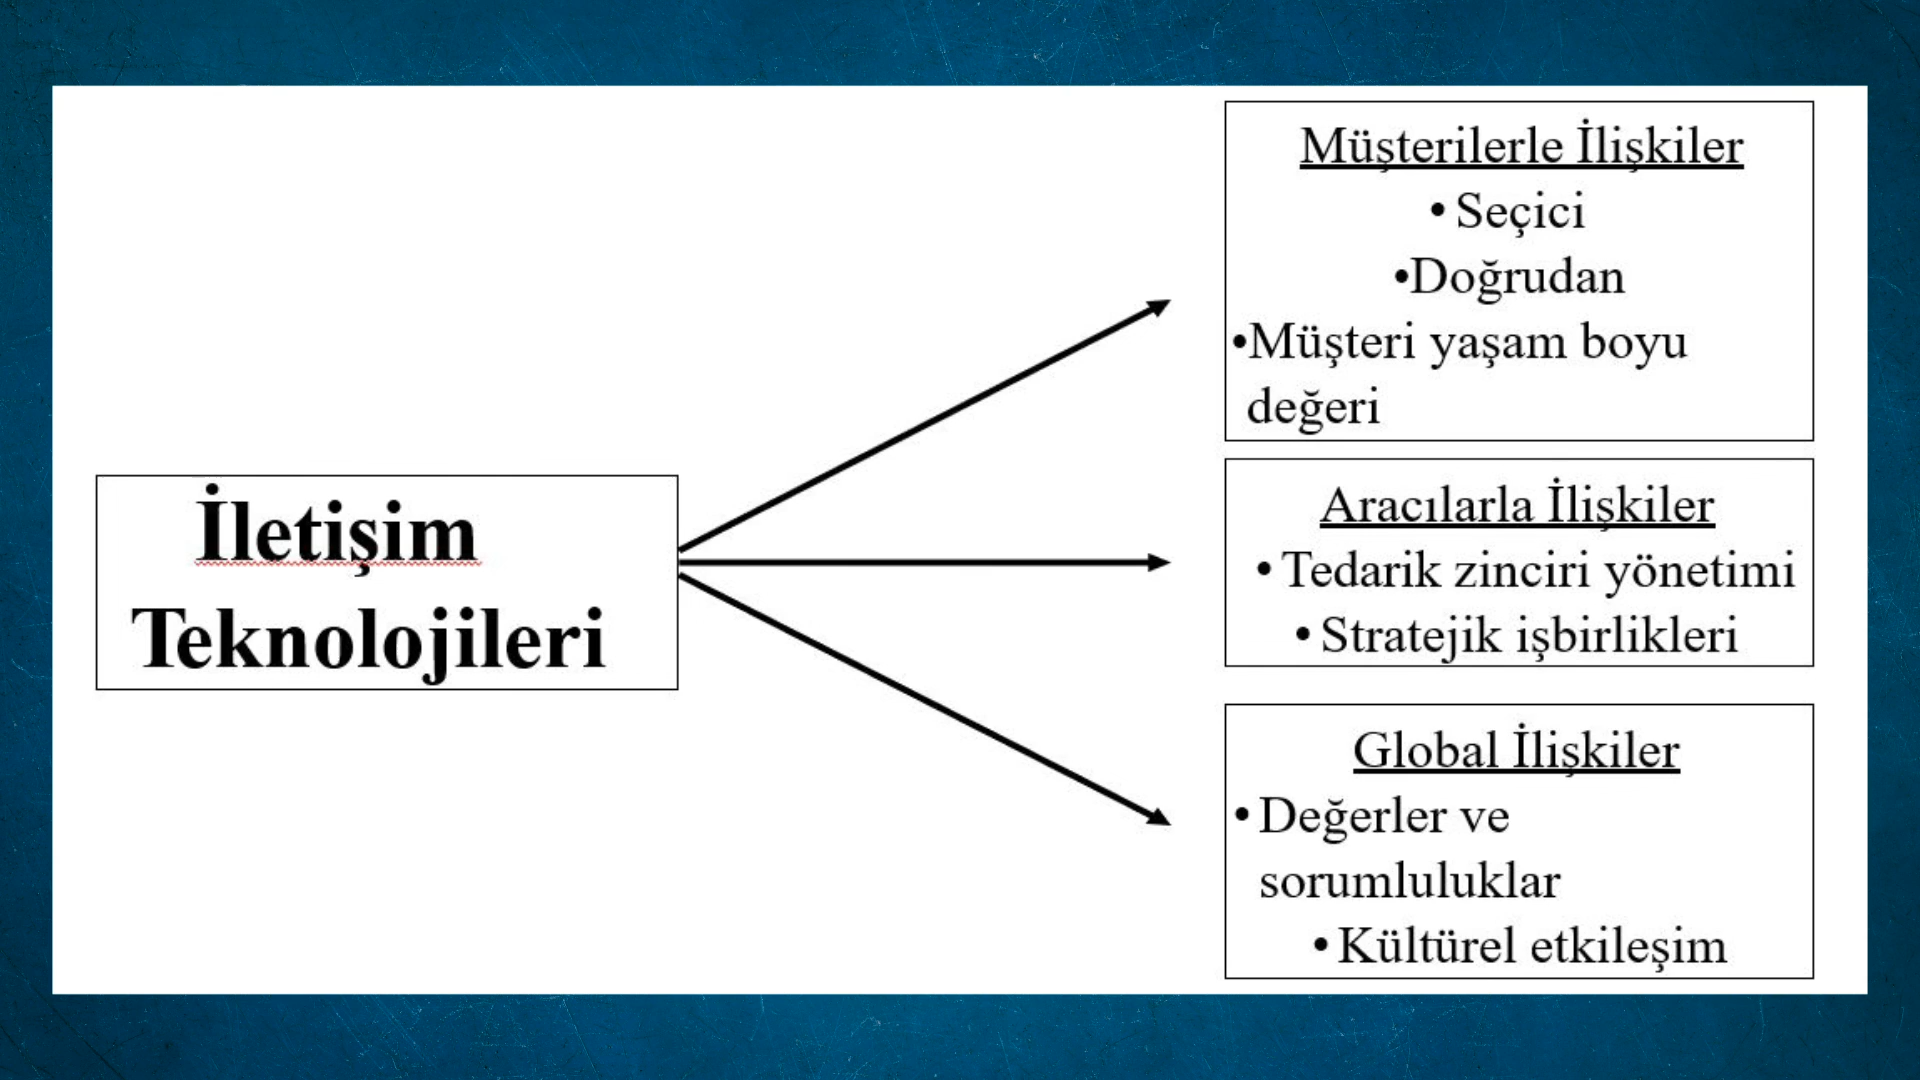 İletişim
Teknolojileri
Müşterilerle İlişkiler
• Seçici
•Doğrudan
•Müşteri yaşam boyu
değeri
Aracılarla İlişkiler
• Tedarik zinciri yönetimi
• Stratejik işbirlikleri
Global İlişkiler
• Değerler ve
sorumluluklar
• Kültürel etkileşim